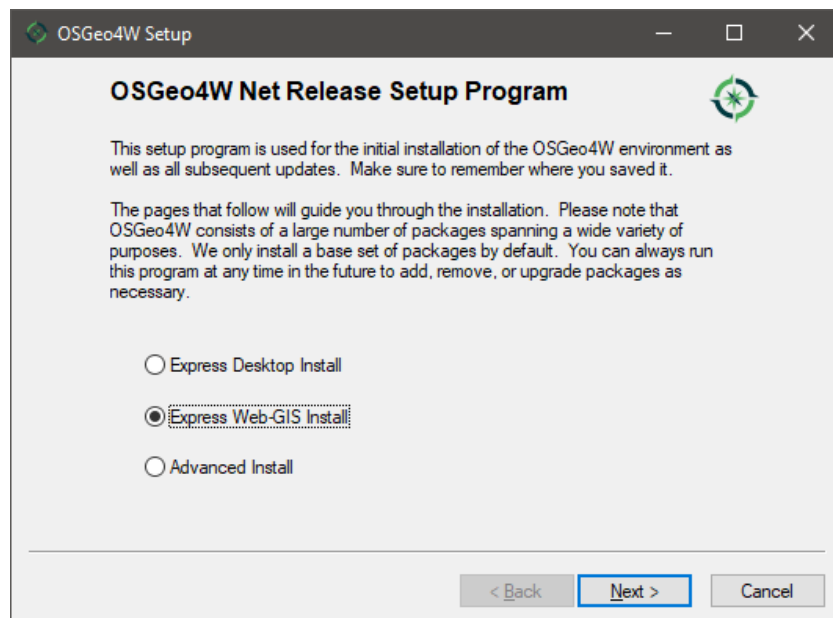 OSGeo4W Setup
OSGeo4W Net Release Setup Program
This setup program is used for the initial installation of the OSGeo4W environment as
well as all subsequent updates.  Make sure to remember where you saved it.
The pages that follow will guide you through the installation.  Please note that
OSGeo4W consists of a large number of packages spanning a wide variety of
purposes.  We only install a base set of packages by default.  You can always run
this program at any time in the future to add, remove, or upgrade packages as
necessary.
Express Desktop Install
Express Web-GIS Install
Advanced Install
< Back Next > Cancel